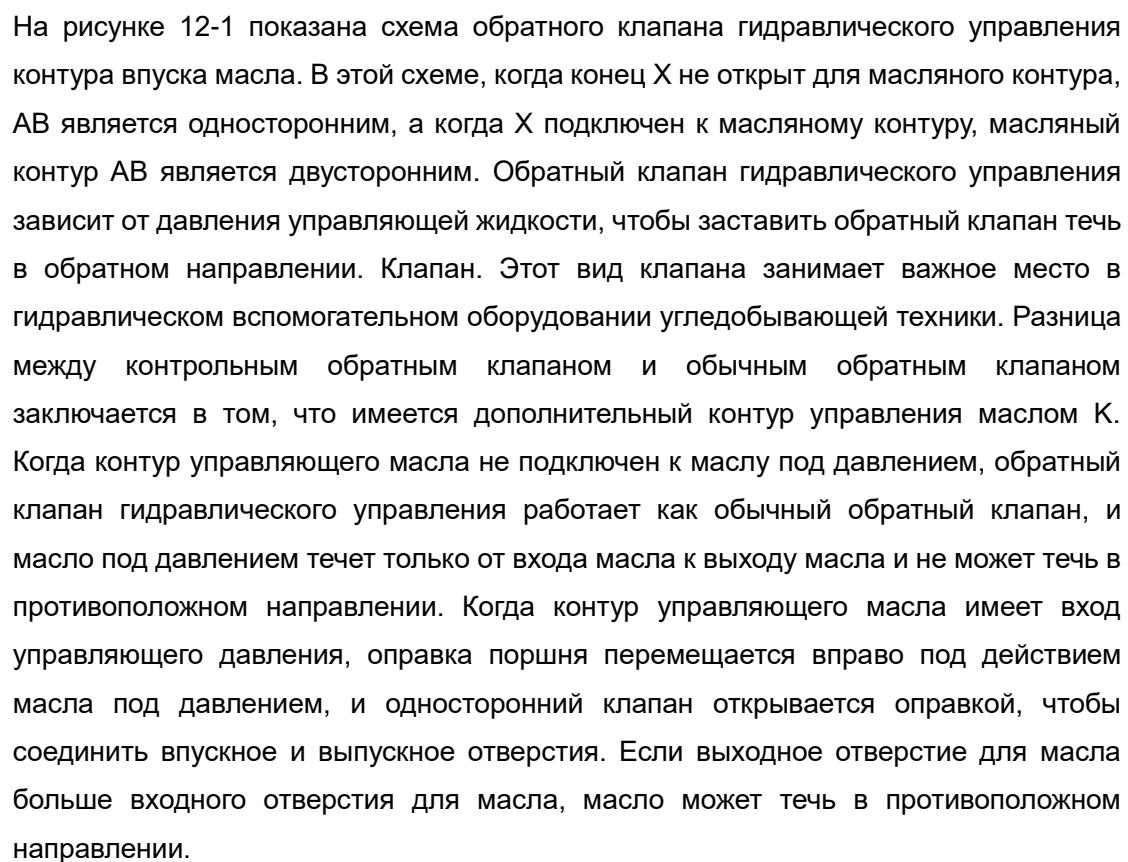 На рисунке 12-1 показана схема обратного клапана гидравлического управления
контура впуска масла. В этой схеме, когда конец X не открыт для масляного контура,
AB является односторонним, а когда X подключен к масляному контуру, масляный
контур AB является двусторонним. Обратный клапан гидравлического управления
зависит от давления управляющей жидкости, чтобы заставить обратный клапан течь
в обратном направлении. Клапан. Этот вид клапана занимает важное место в
гидравлическом вспомогательном оборудовании угледобывающей техники. Разница
между контрольным обратным клапаном и обычным обратным клапаном
заключается в том, что имеется дополнительный контур управления маслом K.
Когда контур управляющего масла не подключен к маслу под давлением, обратный
клапан гидравлического управления работает как обычный обратный клапан, и
масло под давлением течет только от входа масла к выходу масла и не может течь в
противоположном направлении. Когда контур управляющего масла имеет вход
управляющего давления, оправка поршня перемещается вправо под действием
масла под давлением, и односторонний клапан открывается оправкой, чтобы
соединить впускное и выпускное отверстия. Если выходное отверстие для масла
больше входного отверстия для масла, масло может течь в противоположном
направлении.